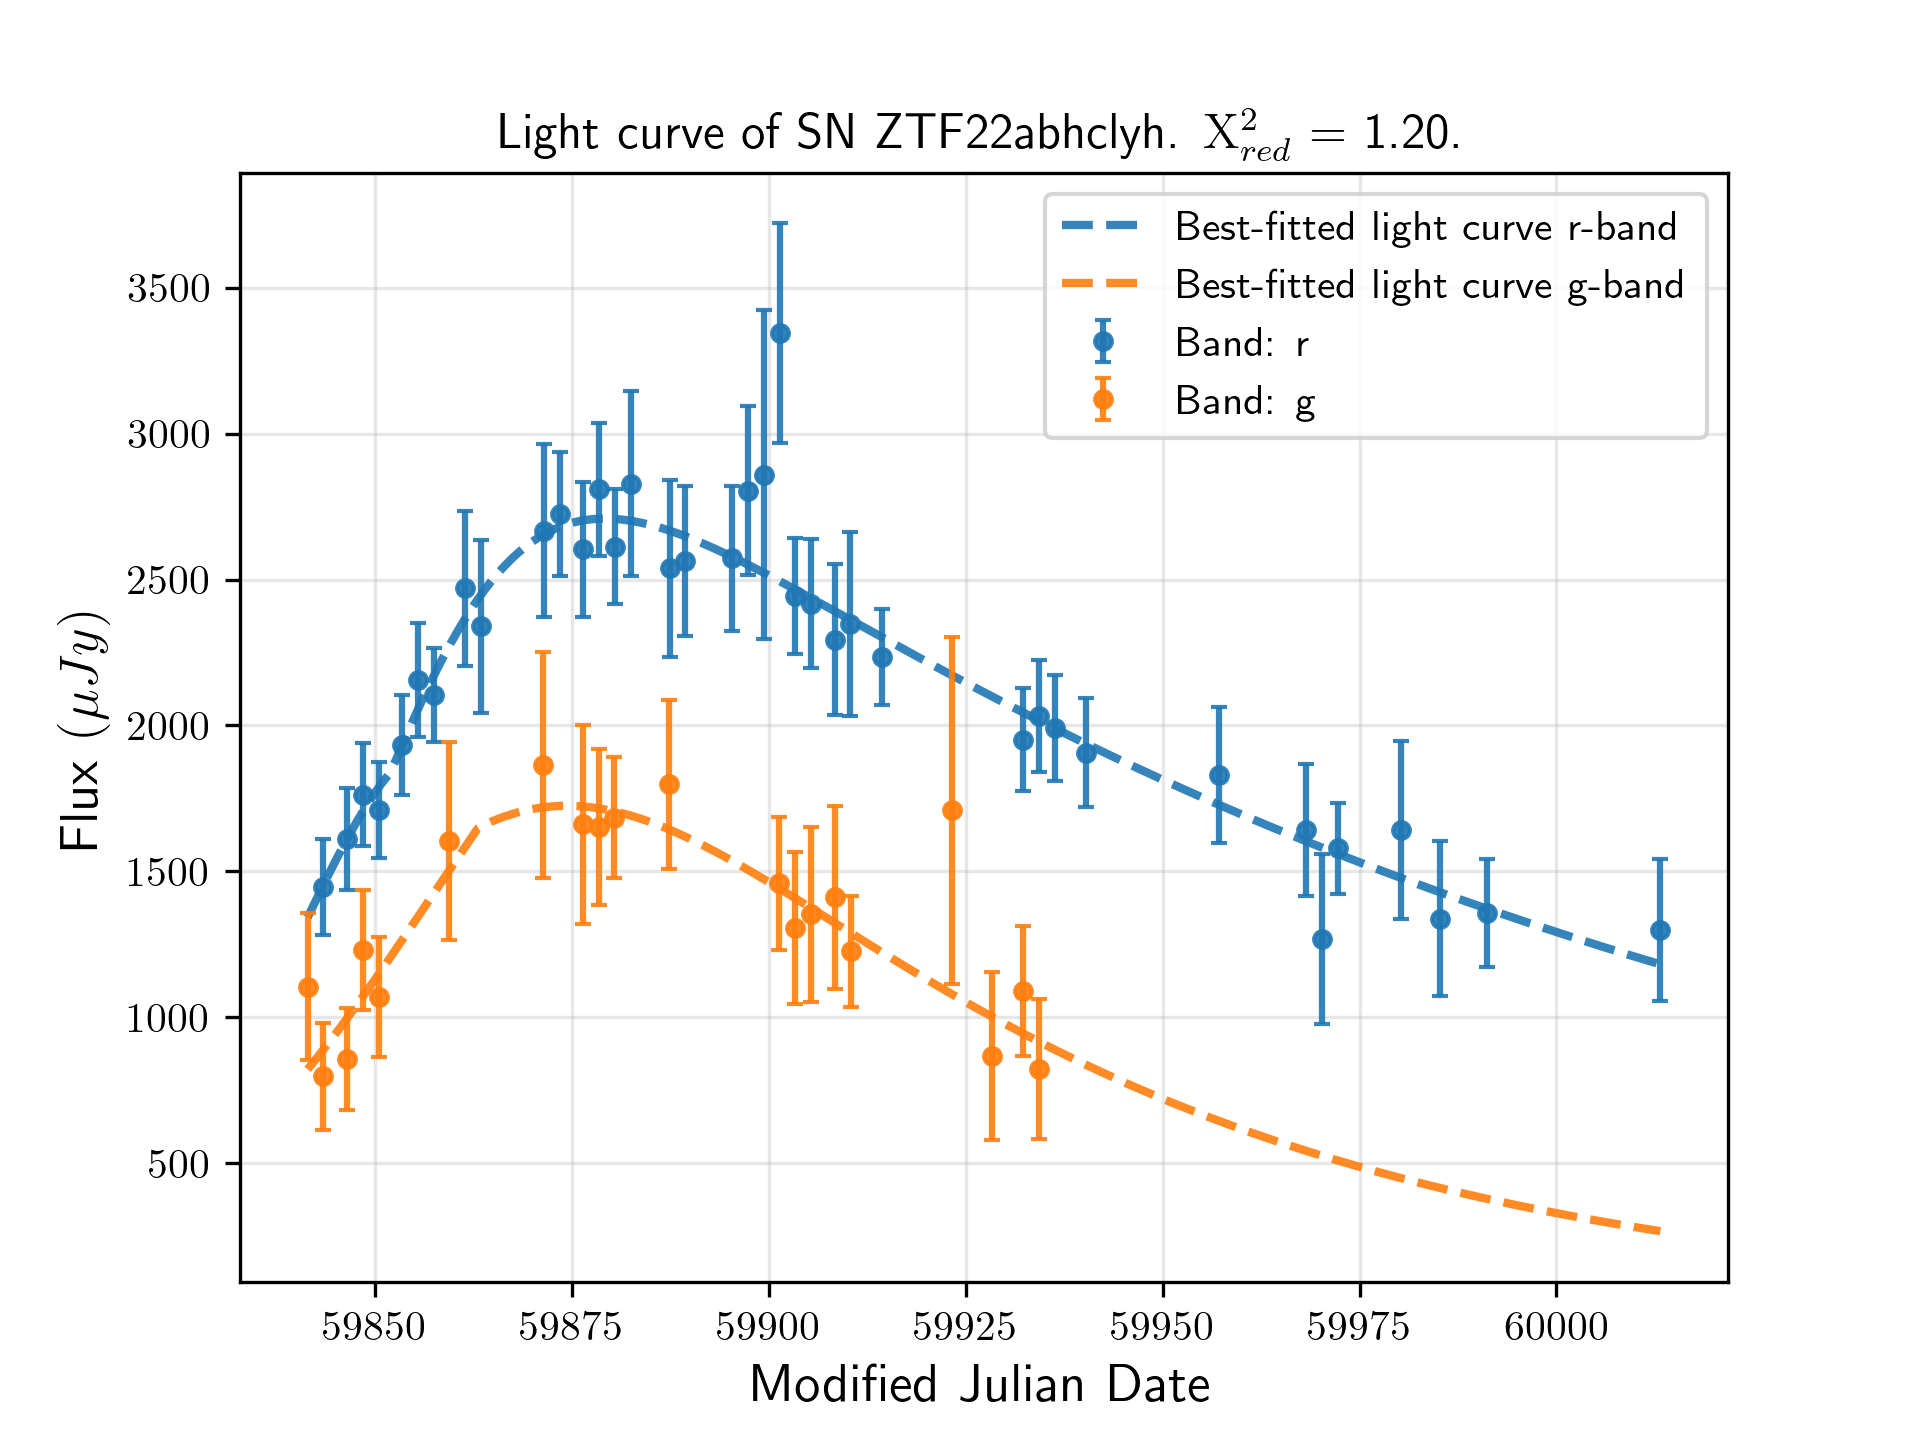 Light curve of SN ZTF22abhclyh. X²_red = 1.20.
Best-fitted light curve r-band
Best-fitted light curve g-band
Band: r
Band: g
3500
3000
2500
2000
1500
1000
500
Flux (μJy)
59850 59875 59900 59925 59950 59975 60000
Modified Julian Date